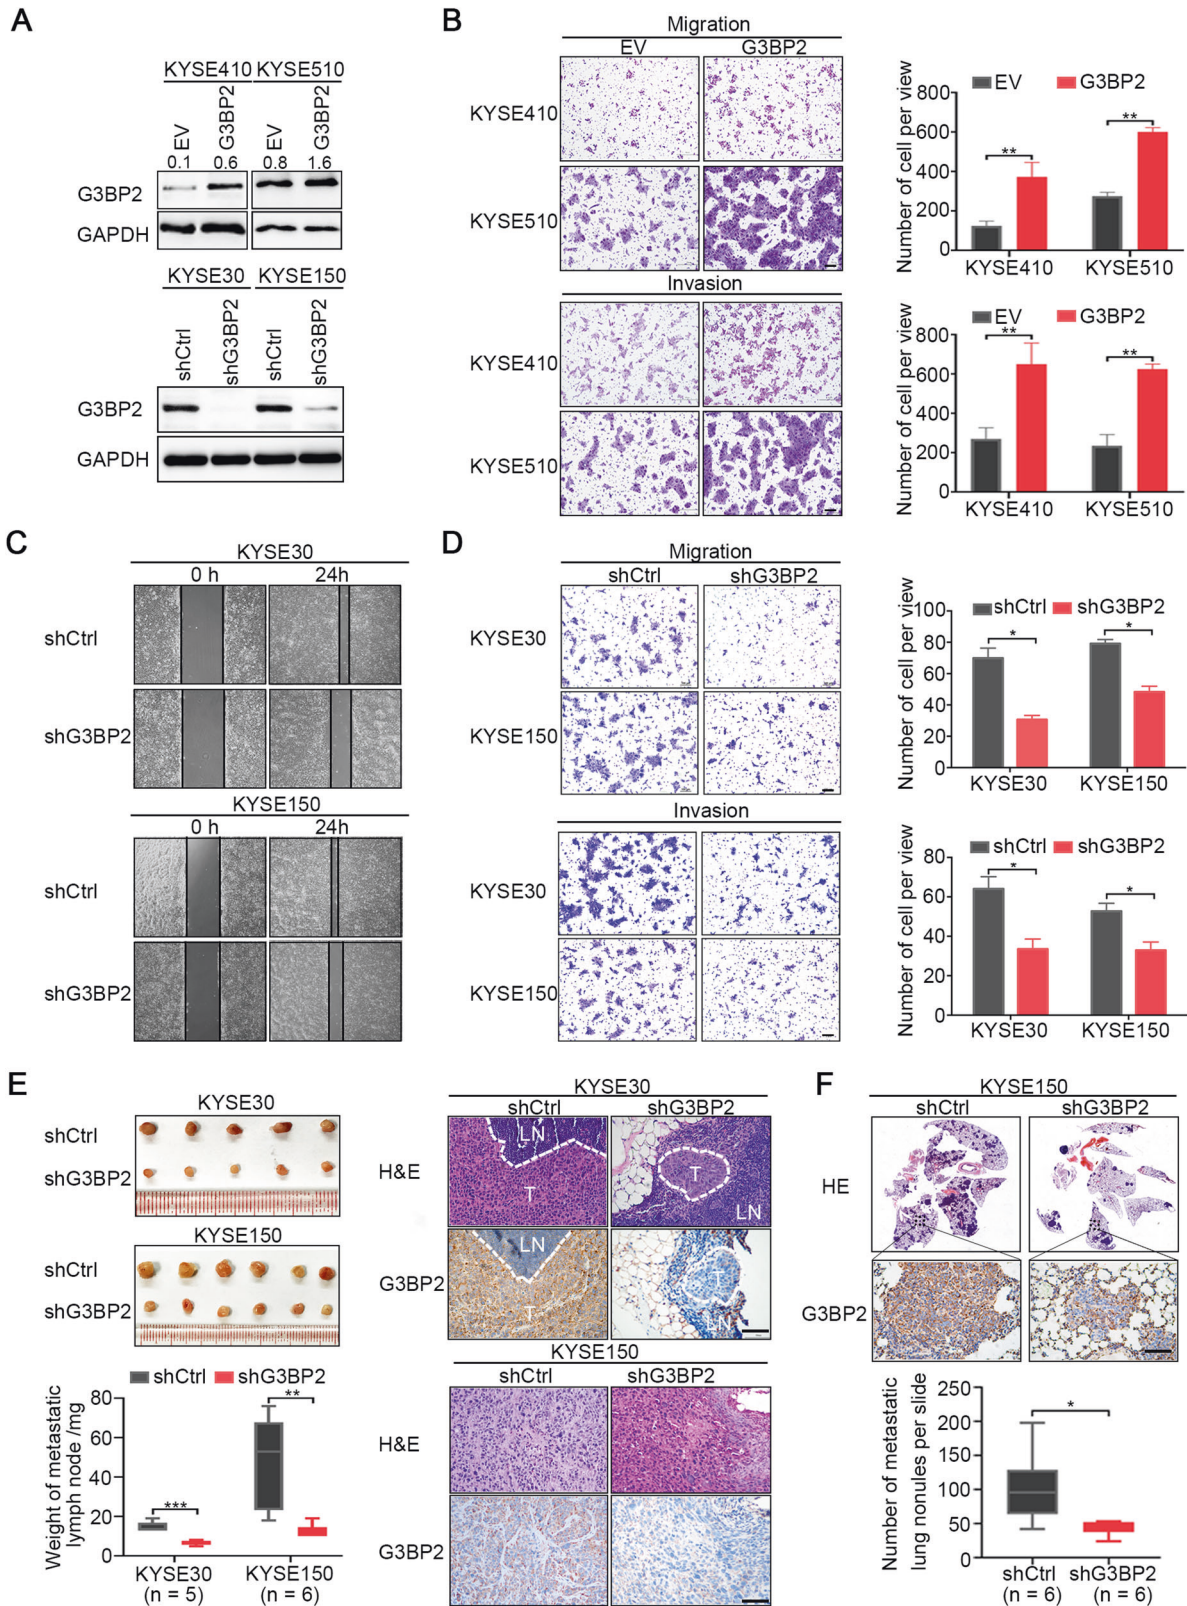 A
KYSE410 KYSE510
EV G3BP2 EV G3BP2
0.1 0.6 0.8 1.6
G3BP2
GAPDH
KYSE30 KYSE150
shCtrl shG3BP2 shCtrl shG3BP2
G3BP2
GAPDH
B
Migration
EV G3BP2
KYSE410
KYSE510
Invasion
KYSE410
KYSE510
EV G3BP2
Number of cell per view
800
600
400
200
0
** **
KYSE410 KYSE510
EV G3BP2
Number of cell per view
800
600
400
200
0
** **
KYSE410 KYSE510
C
KYSE30
0 h 24h
shCtrl
shG3BP2
KYSE150
0 h 24h
shCtrl
shG3BP2
D
Migration
shCtrl shG3BP2
KYSE30
KYSE150
Invasion
KYSE30
KYSE150
shCtrl shG3BP2
Number of cell per view
100
80
60
40
20
0
* *
KYSE30 KYSE150
shCtrl shG3BP2
Number of cell per view
80
60
40
20
0
* *
KYSE30 KYSE150
E
KYSE30
shCtrl
shG3BP2
KYSE150
shCtrl
shG3BP2
shCtrl shG3BP2
Weight of metastatic
lymph node /mg
80
60
40
20
0
*** **
KYSE30 KYSE150
(n = 5) (n = 6)
KYSE30
shCtrl shG3BP2
H&E
LN
T
T
LN
G3BP2
LN
T
T
LN
KYSE150
shCtrl shG3BP2
H&E
G3BP2
F
KYSE150
shCtrl shG3BP2
HE
G3BP2
Number of metastatic
lung nonules per slide
250
200
150
100
50
0
*
shCtrl shG3BP2
(n = 6) (n = 6)